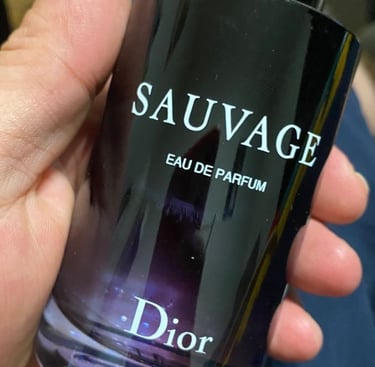 SAUVAGE
EAU DE PARFUM
Dior